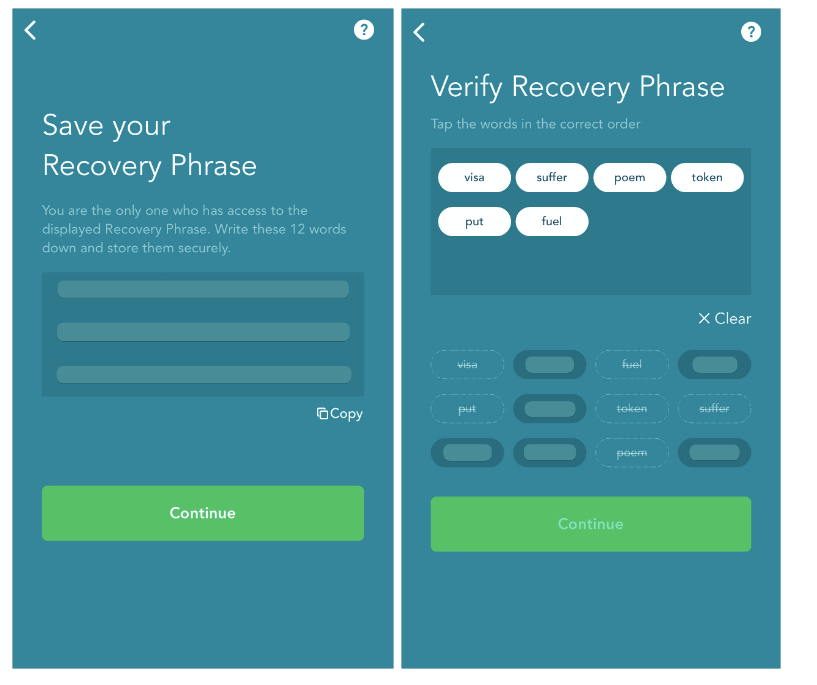 ?
Save your
Recovery Phrase
You are the only one who has access to the
displayed Recovery Phrase. Write these 12 words
down and store them securely.
Copy
Continue
?
Verify Recovery Phrase
Tap the words in the correct order
visa suffer poem token
put fuel
Clear
visa fuel
put token suffer
poem
Continue